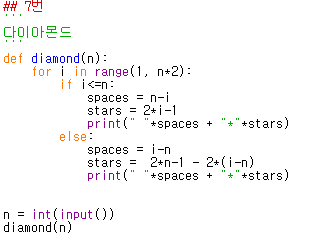 ## 7번
'''
다이아몬드
'''
def diamond(n):
    for i in range(1, n*2):
        if i<=n:
            spaces = n-i
            stars = 2*i-1
            print(" "*spaces + "*"*stars)
        else:
            spaces = i-n
            stars =  2*n-1 - 2*(i-n)
            print(" "*spaces + "*"*stars)
n = int(input())
diamond(n)